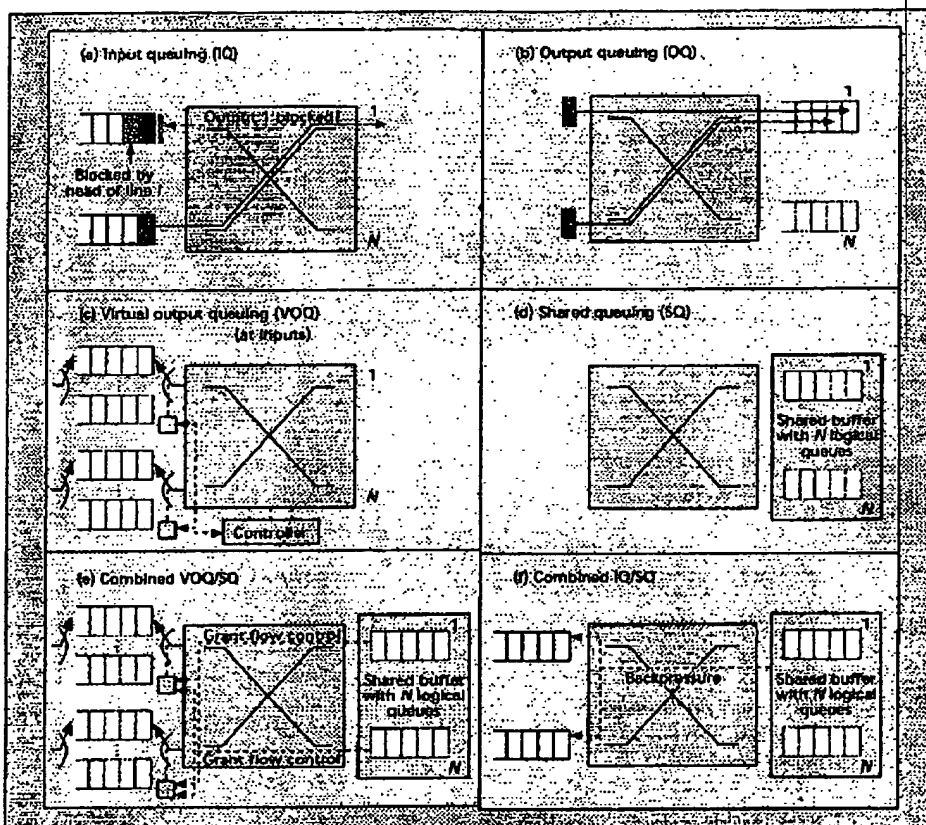 (a) Input queuing (IQ)
Output 1 blocked!
1
Blocked by
head of line !
N
(b) Output queuing (OQ)
1
N
(c) Virtual output queuing (VOQ)
(at inputs)
1
N
Controller
(d) Shared queuing (SQ)
1
Shared buffer
with N logical
queues
N
(e) Combined VOQ/SQ
Grant flow control
1
Shared buffer
with N logical
queues
Grant flow control
N
(f) Combined IQ/SQ
1
Backpressure
Shared buffer
with N logical
queues
N